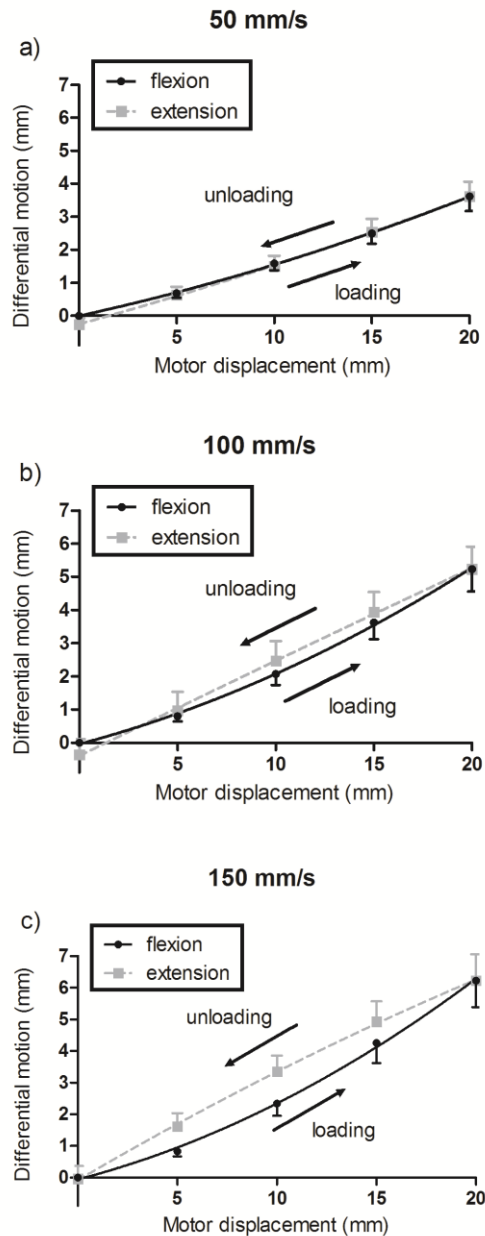 50 mm/s
a)
flexion
extension
Differential motion (mm)
7
6
5
4
3
2
1
0
unloading
loading
5
10
15
20
Motor displacement (mm)
100 mm/s
b)
flexion
extension
Differential motion (mm)
7
6
5
4
3
2
1
0
unloading
loading
5
10
15
20
Motor displacement (mm)
150 mm/s
c)
flexion
extension
Differential motion (mm)
7
6
5
4
3
2
1
0
unloading
loading
5
10
15
20
Motor displacement (mm)